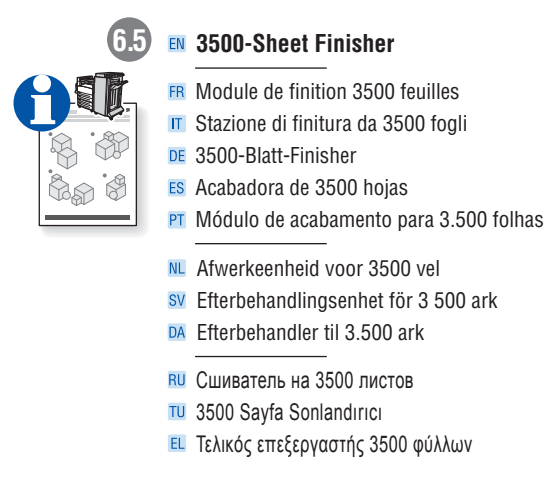 6.5 EN 3500-Sheet Finisher
FR Module de finition 3500 feuilles
IT Stazione di finitura da 3500 fogli
DE 3500-Blatt-Finisher
ES Acabadora de 3500 hojas
PT Módulo de acabamento para 3.500 folhas
NL Afwerkeenheid voor 3500 vel
SV Efterbehandlingsenhet för 3 500 ark
DA Efterbehandler til 3.500 ark
RU Сшиватель на 3500 листов
TU 3500 Sayfa Sonlandırıcı
EL Τελικός επεξεργαστής 3500 φύλλων